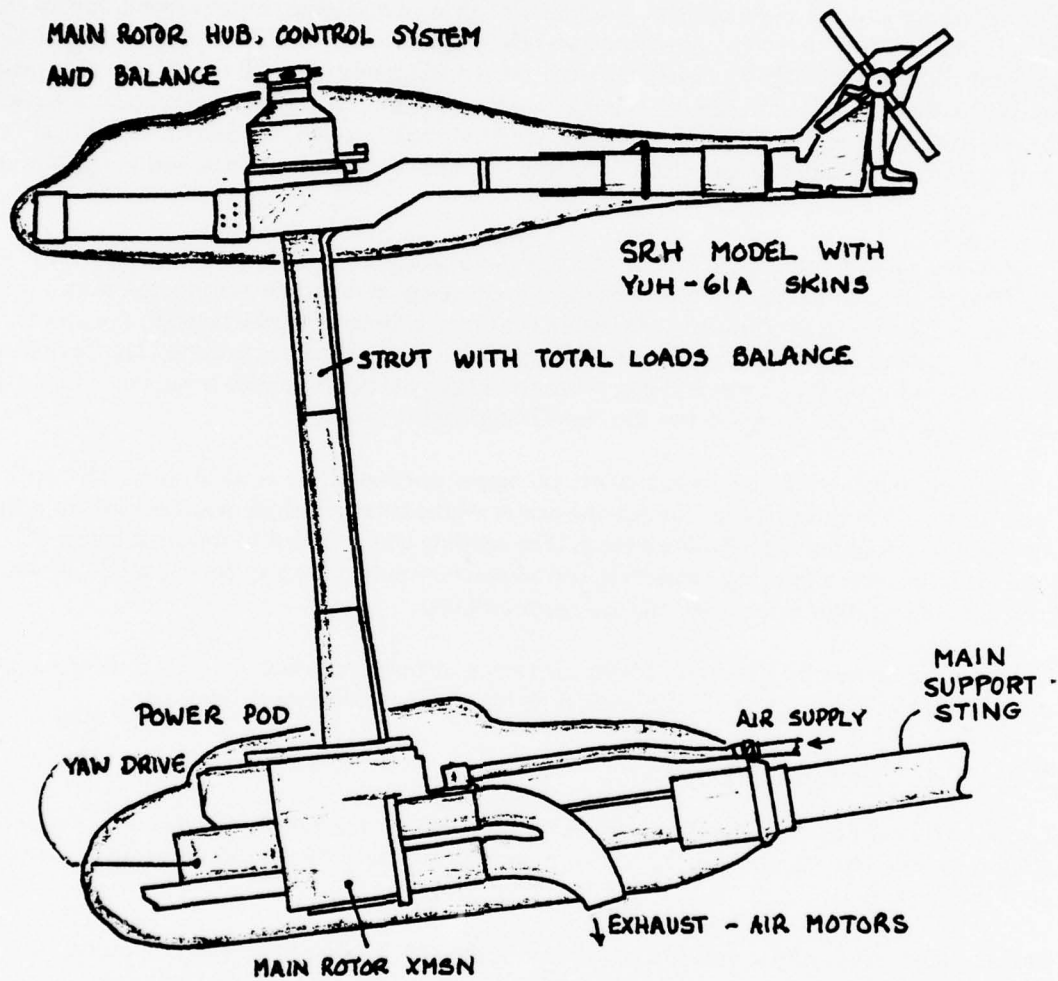 MAIN ROTOR HUB, CONTROL SYSTEM
AND BALANCE
SRH MODEL WITH
YUH-61A SKINS
STRUT WITH TOTAL LOADS BALANCE
MAIN
SUPPORT
STING
POWER POD
AIR SUPPLY
YAW DRIVE
EXHAUST - AIR MOTORS
MAIN ROTOR XMSN